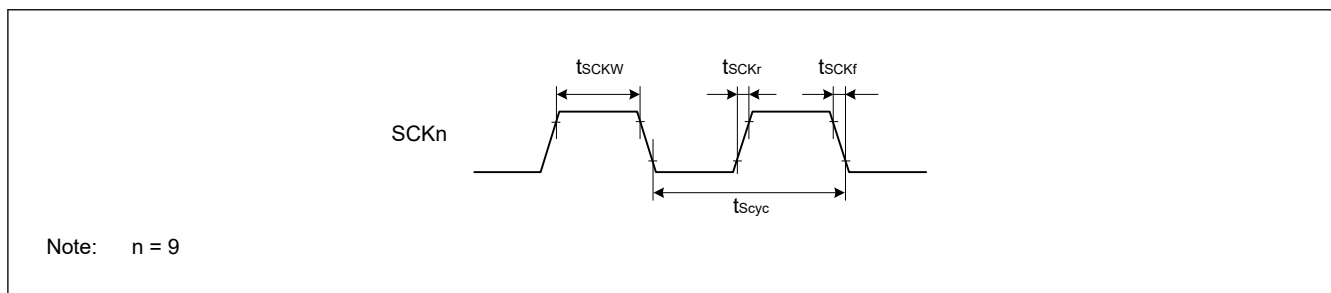 tSCKW
tSCKr
tSCKf
SCKn
tScyc
Note: n = 9